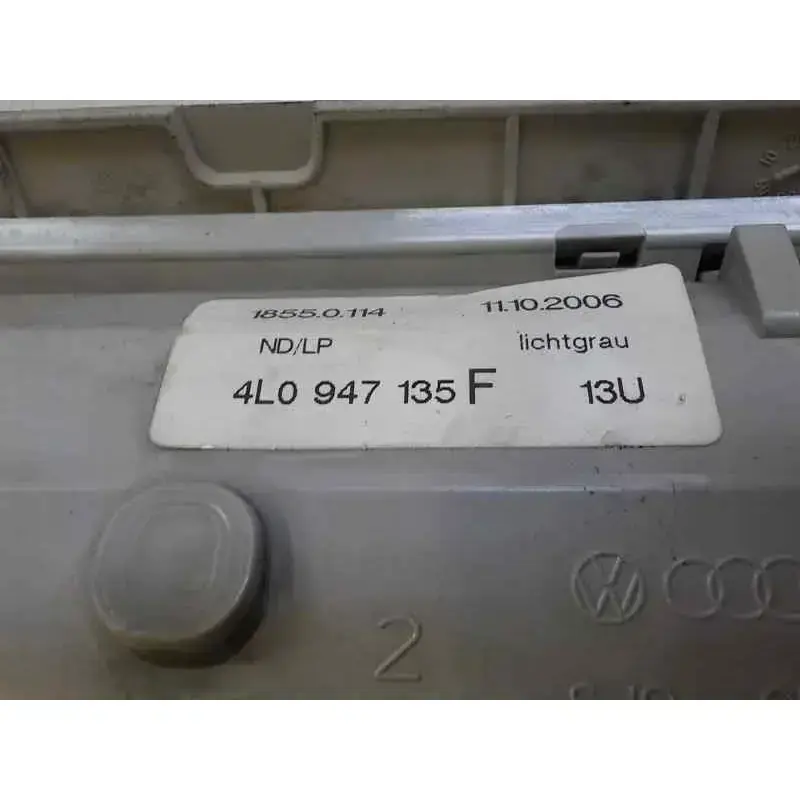 1855.0.114 11.10.2006
ND/LP lichtgrau
4L0 947 135 F 13U
2